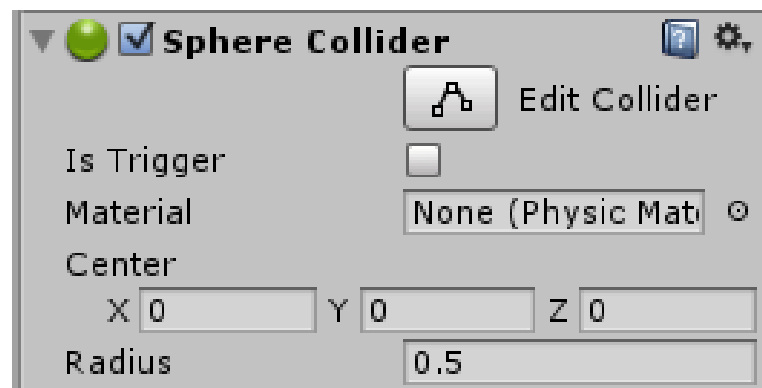 Sphere Collider ?
Edit Collider
Is Trigger
Material None (Physic Mat
Center
X 0 Y 0 Z 0
Radius 0.5